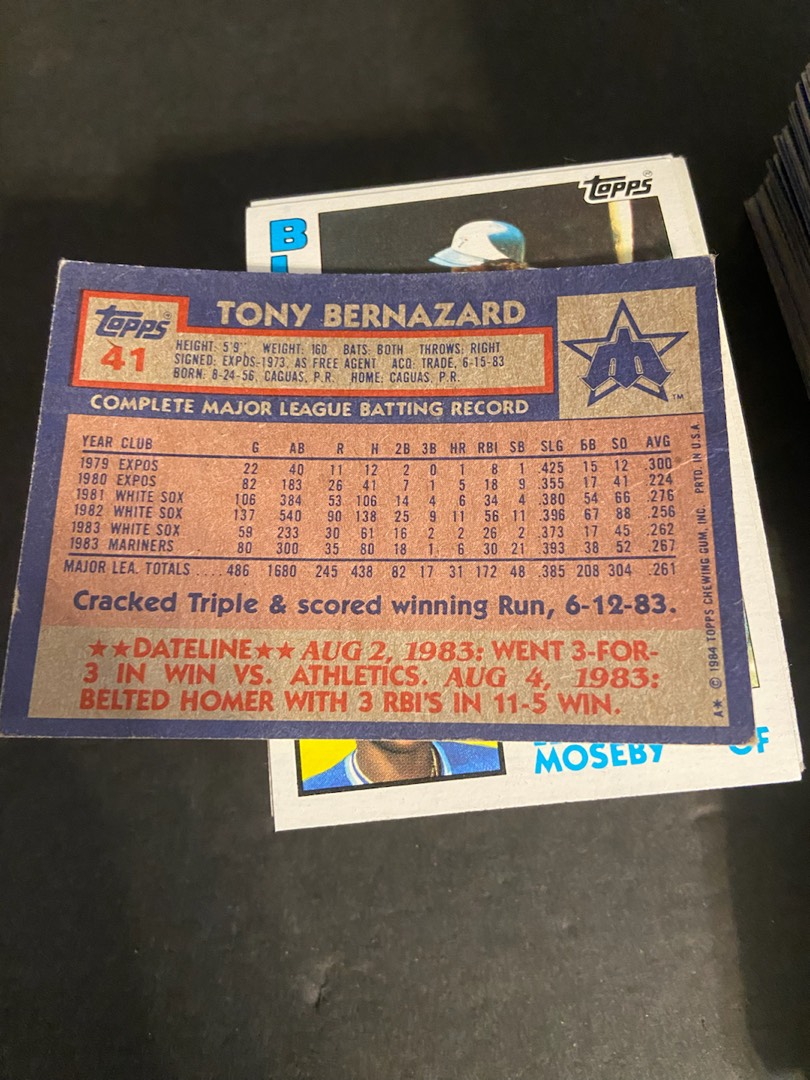 Topps
B
Topps
41
TONY BERNAZARD
HEIGHT: 5'9" WEIGHT: 160 BATS: BOTH THROWS: RIGHT
SIGNED: EXPOS-1973, AS FREE AGENT ACQ: TRADE, 6-15-83
BORN: 8-24-56, CAGUAS, P.R. HOME: CAGUAS, P.R.
M
TM
COMPLETE MAJOR LEAGUE BATTING RECORD
YEAR CLUB G AB R H 2B 3B HR RBI SB SLG BB SO AVG
1979 EXPOS 22 40 11 12 2 0 1 8 1 .425 15 12 .300
1980 EXPOS 82 183 26 41 7 1 5 18 9 .355 17 41 .224
1981 WHITE SOX 106 384 53 106 14 4 6 34 4 .380 54 66 .276
1982 WHITE SOX 137 540 90 138 25 9 11 56 11 .396 67 88 .256
1983 WHITE SOX 59 233 30 61 16 2 2 26 2 .373 17 45 .262
1983 MARINERS 80 300 35 80 18 1 6 30 21 .393 38 52 .267
MAJOR LEA. TOTALS .... 486 1680 245 438 82 17 31 172 48 .385 208 304 .261
Cracked Triple & scored winning Run, 6-12-83.
★★DATELINE★★ AUG 2, 1983: WENT 3-FOR-
3 IN WIN VS. ATHLETICS. AUG 4, 1983:
BELTED HOMER WITH 3 RBI'S IN 11-5 WIN.
A* © 1984 TOPPS CHEWING GUM, INC. PRTD. IN U.S.A.
MOSEBY OF